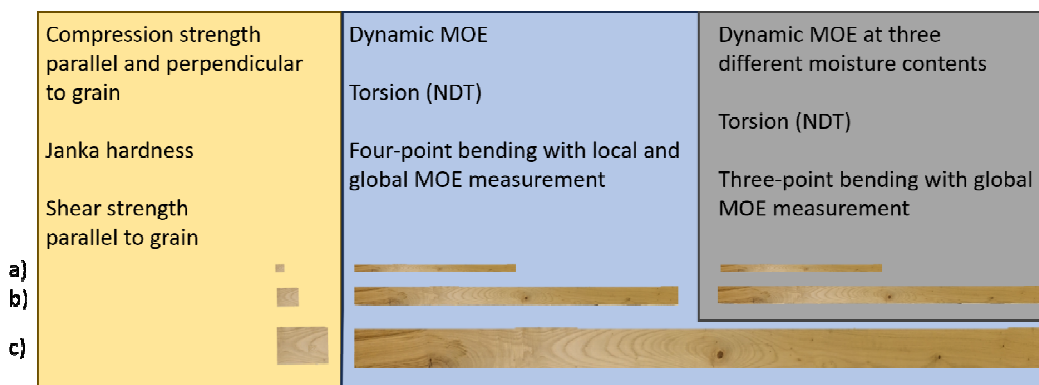 Compression strength
parallel and perpendicular
to grain
Janka hardness
Shear strength
parallel to grain
Dynamic MOE
Torsion (NDT)
Four-point bending with local and
global MOE measurement
Dynamic MOE at three
different moisture contents
Torsion (NDT)
Three-point bending with global
MOE measurement
a)
b)
c)